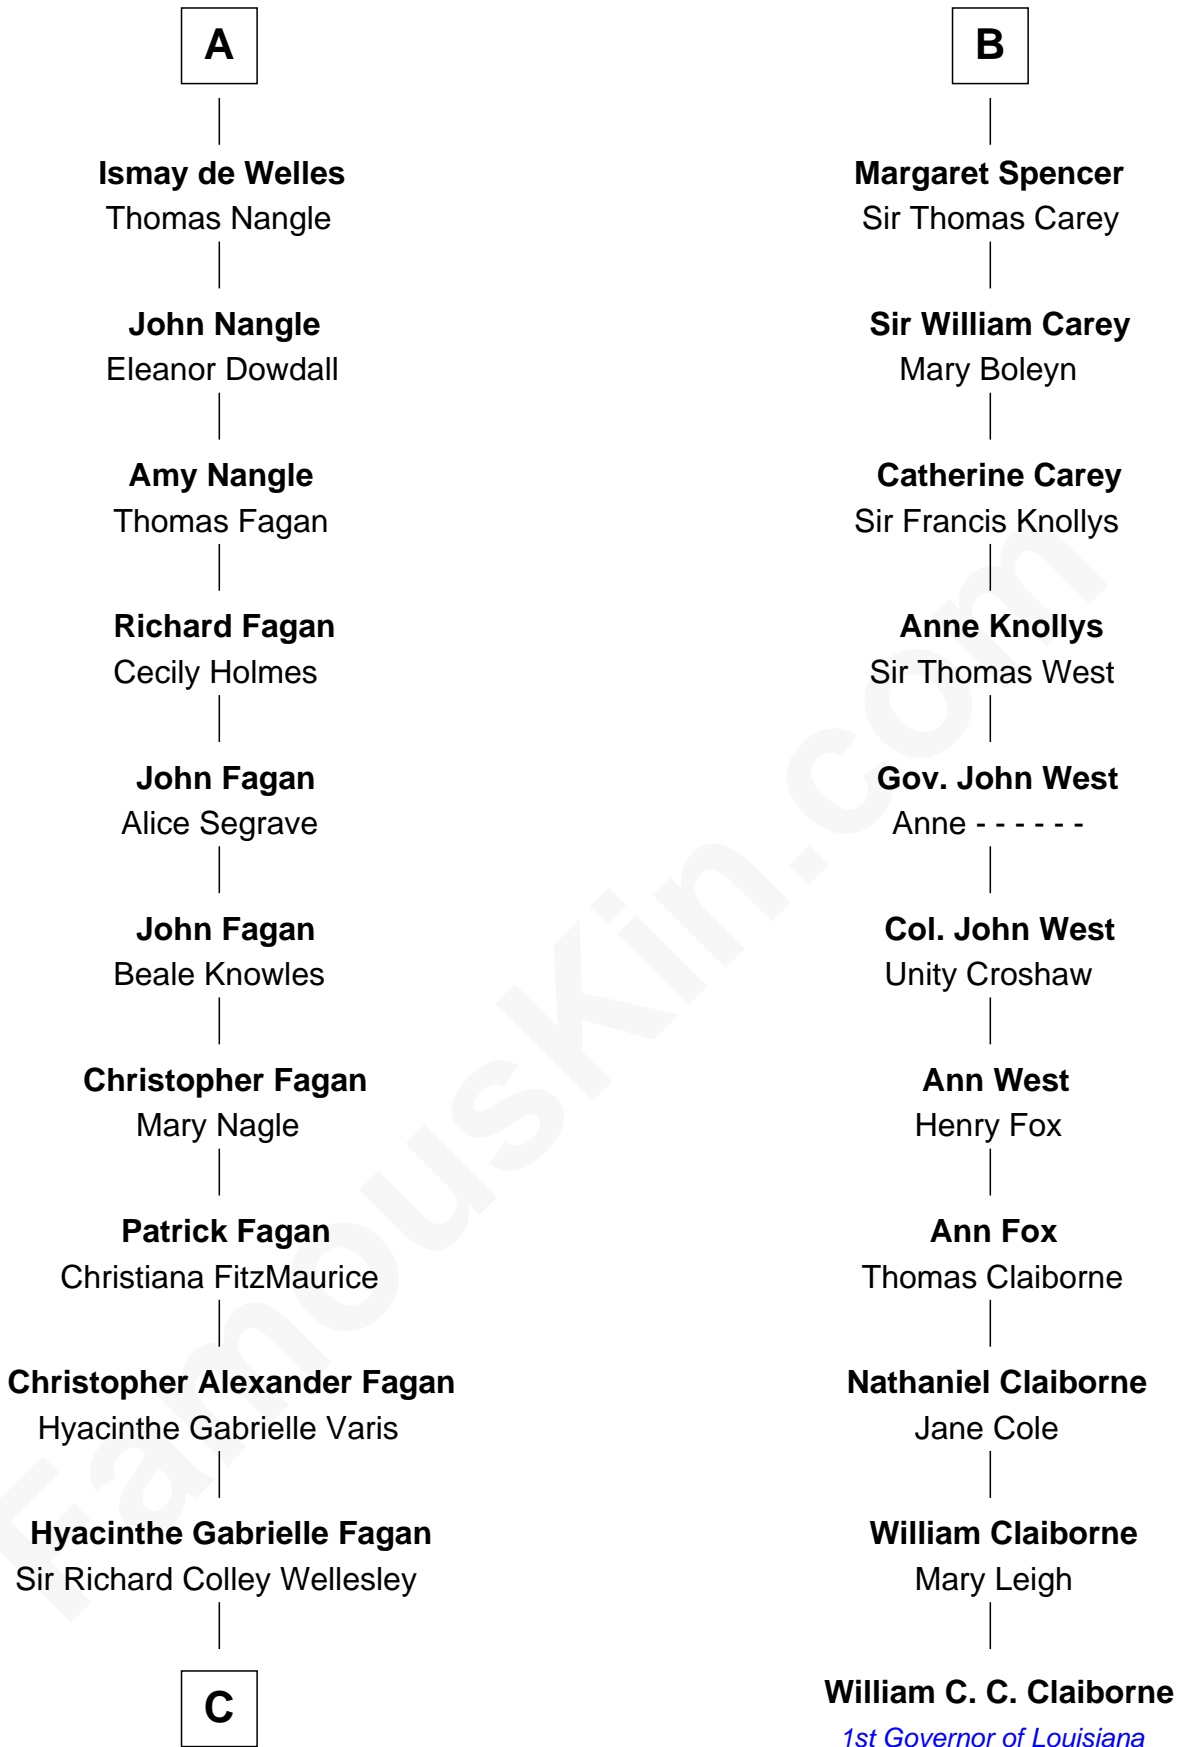 A
Ismay de Welles
Thomas Nangle
John Nangle
Eleanor Dowdall
Amy Nangle
Thomas Fagan
Richard Fagan
Cecily Holmes
John Fagan
Alice Segrave
John Fagan
Beale Knowles
Christopher Fagan
Mary Nagle
Patrick Fagan
Christiana FitzMaurice
Christopher Alexander Fagan
Hyacinthe Gabrielle Varis
Hyacinthe Gabrielle Fagan
Sir Richard Colley Wellesley
C
B
Margaret Spencer
Sir Thomas Carey
Sir William Carey
Mary Boleyn
Catherine Carey
Sir Francis Knollys
Anne Knollys
Sir Thomas West
Gov. John West
Anne - - - - - -
Col. John West
Unity Croshaw
Ann West
Henry Fox
Ann Fox
Thomas Claiborne
Nathaniel Claiborne
Jane Cole
William Claiborne
Mary Leigh
William C. C. Claiborne
1st Governor of Louisiana
FamousKin.com